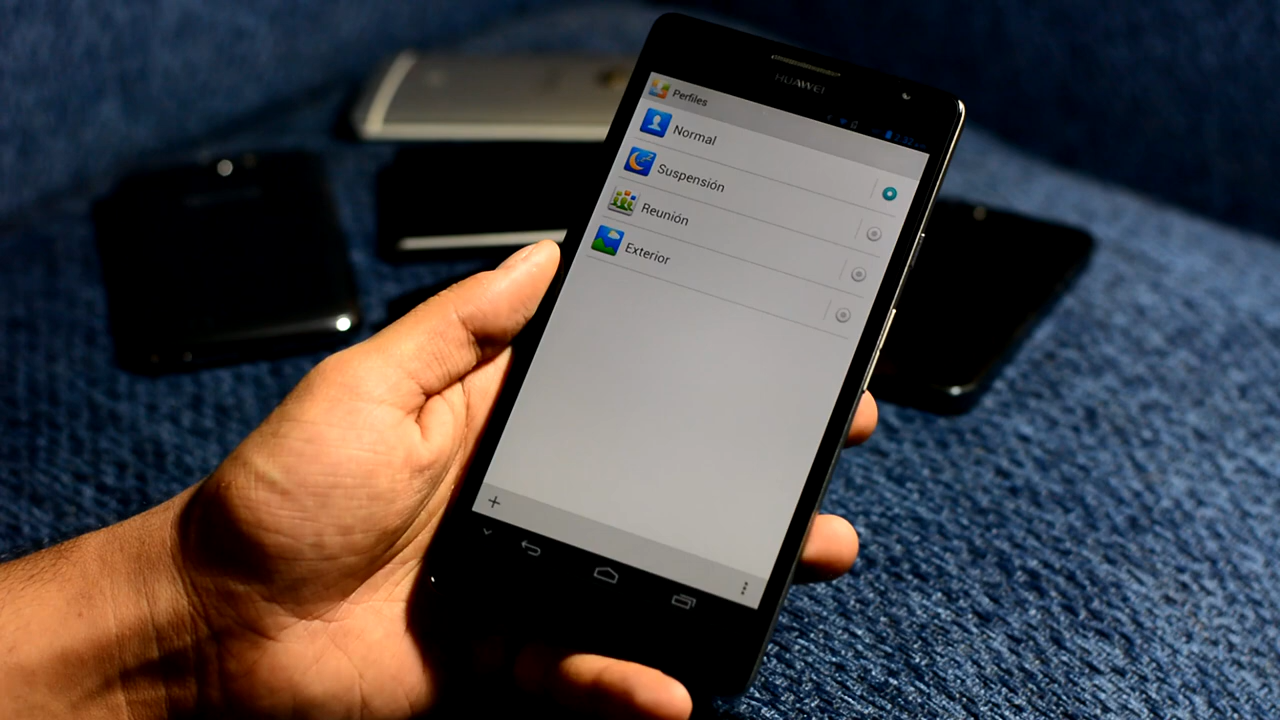 HUAWEI
Perfiles
Normal
Suspensión
Reunión
Exterior